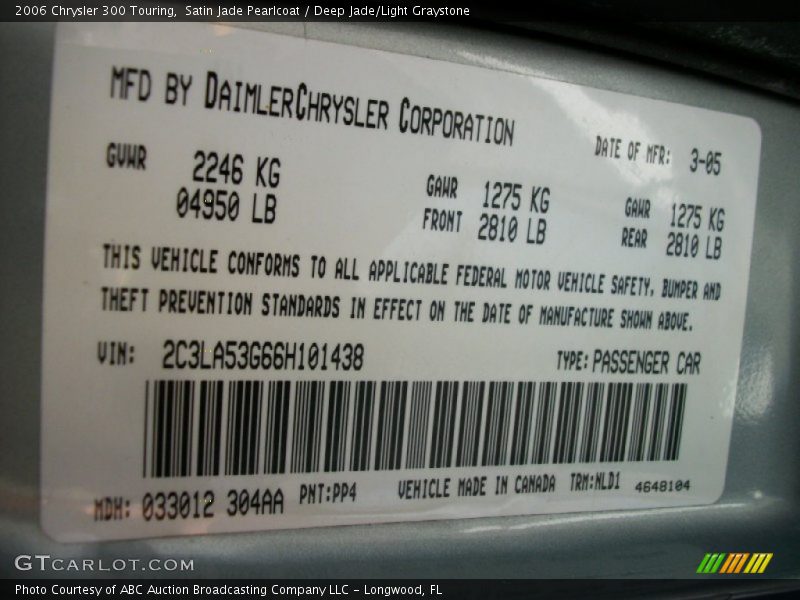 2006 Chrysler 300 Touring,  Satin Jade Pearlcoat / Deep Jade/Light Graystone
MFD BY DAIMLERCHRYSLER CORPORATION
DATE OF MFR: 3-05
GVWR 2246 KG
04950 LB
GAWR 1275 KG
FRONT 2810 LB
GAWR 1275 KG
REAR 2810 LB
THIS VEHICLE CONFORMS TO ALL APPLICABLE FEDERAL MOTOR VEHICLE SAFETY, BUMPER AND
THEFT PREVENTION STANDARDS IN EFFECT ON THE DATE OF MANUFACTURE SHOWN ABOVE.
VIN: 2C3LA53G66H101438 TYPE: PASSENGER CAR
MDH: 033012 304AA PNT:PP4 VEHICLE MADE IN CANADA TRM:NLD1 4648104
GTCARLOT.COM
Photo Courtesy of ABC Auction Broadcasting Company LLC - Longwood, FL